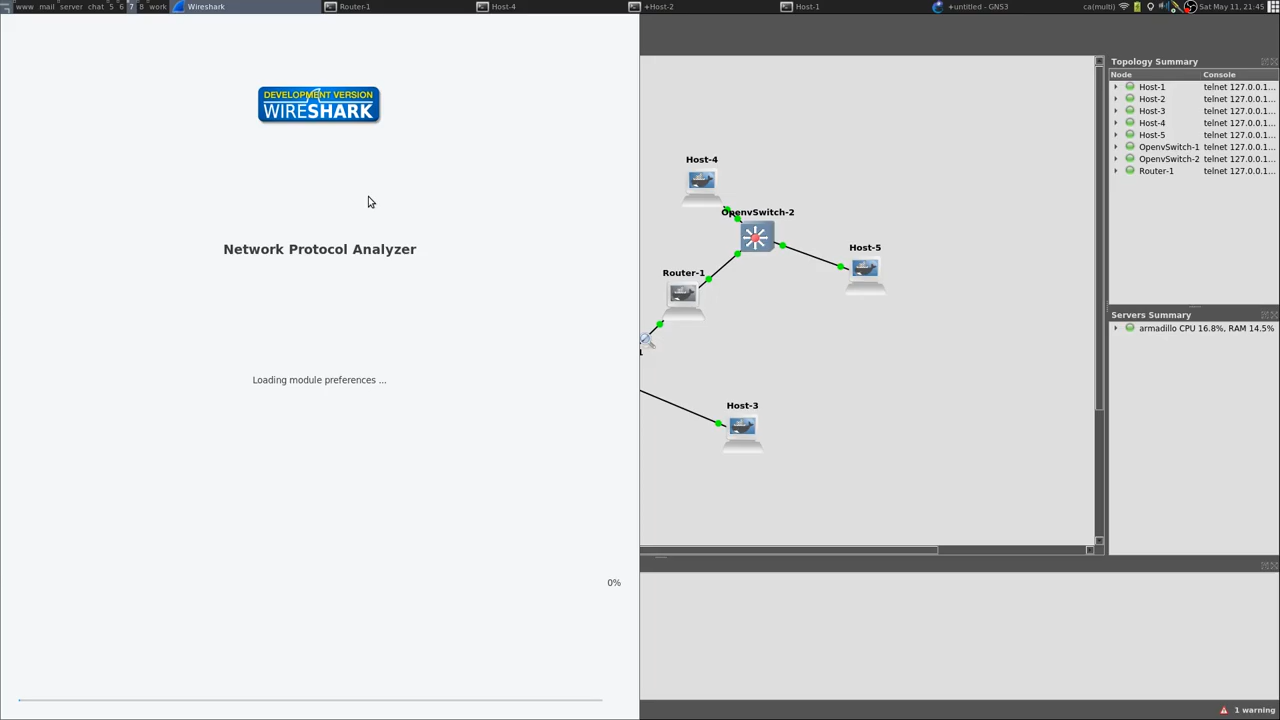 www mail server chat 5 6 7 8 work Wireshark Router-1 Host-4 +Host-2 Host-1 +untitled - GNS3 ca(multi) Sat May 11, 21:45
DEVELOPMENT VERSION
WIRESHARK
Network Protocol Analyzer
Loading module preferences ...
0%
Host-4
OpenvSwitch-2
Host-5
Router-1
1
Host-3
Topology Summary
Node Console
Host-1 telnet 127.0.0.1...
Host-2 telnet 127.0.0.1...
Host-3 telnet 127.0.0.1...
Host-4 telnet 127.0.0.1...
Host-5 telnet 127.0.0.1...
OpenvSwitch-1 telnet 127.0.0.1...
OpenvSwitch-2 telnet 127.0.0.1...
Router-1 telnet 127.0.0.1...
Servers Summary
armadillo CPU 16.8%, RAM 14.5%
1 warning